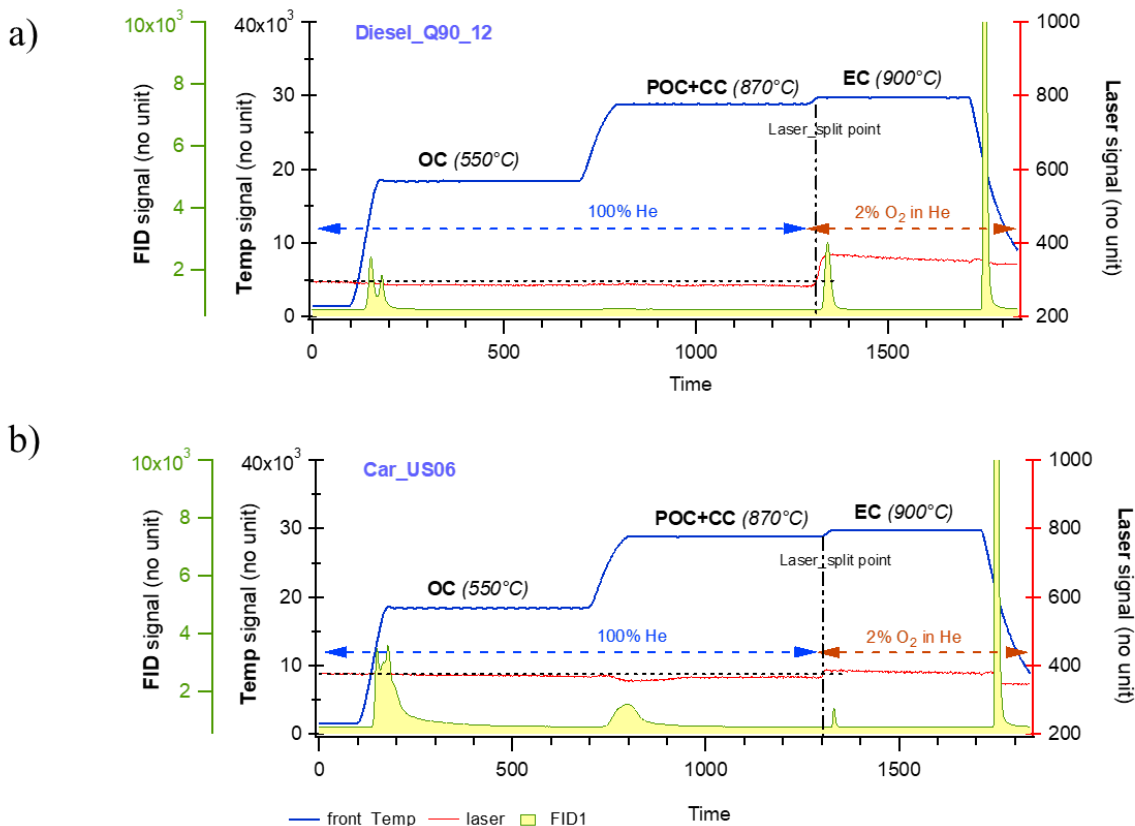 a)
Diesel_Q90_12
10x10³
8
6
4
2
FID signal (no unit)
40x10³
30
20
10
0
Temp signal (no unit)
OC (550°C)
POC+CC (870°C)
EC (900°C)
Laser_split point
100% He
2% O₂ in He
1000
800
600
400
200
Laser signal (no unit)
0
500
1000
1500
Time
b)
Car_US06
10x10³
8
6
4
2
FID signal (no unit)
40x10³
30
20
10
0
Temp signal (no unit)
OC (550°C)
POC+CC (870°C)
EC (900°C)
Laser_split point
100% He
2% O₂ in He
1000
800
600
400
200
Laser signal (no unit)
0
500
1000
1500
Time
front_Temp
laser
FID1